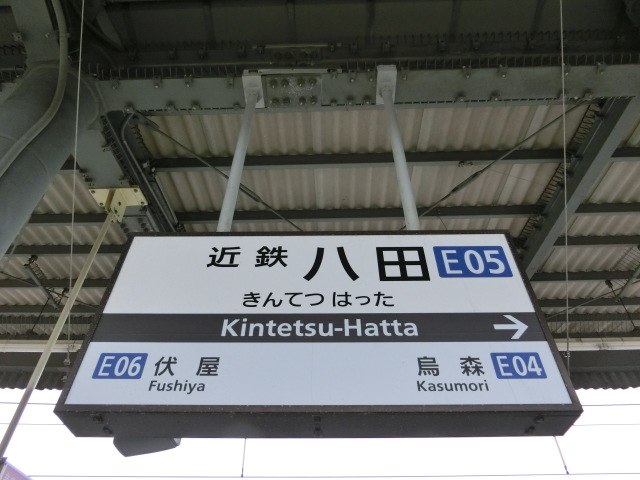 近鉄八田 E05
きんてつはった
Kintetsu-Hatta →
E06 伏屋 烏森 E04
Fushiya Kasumori